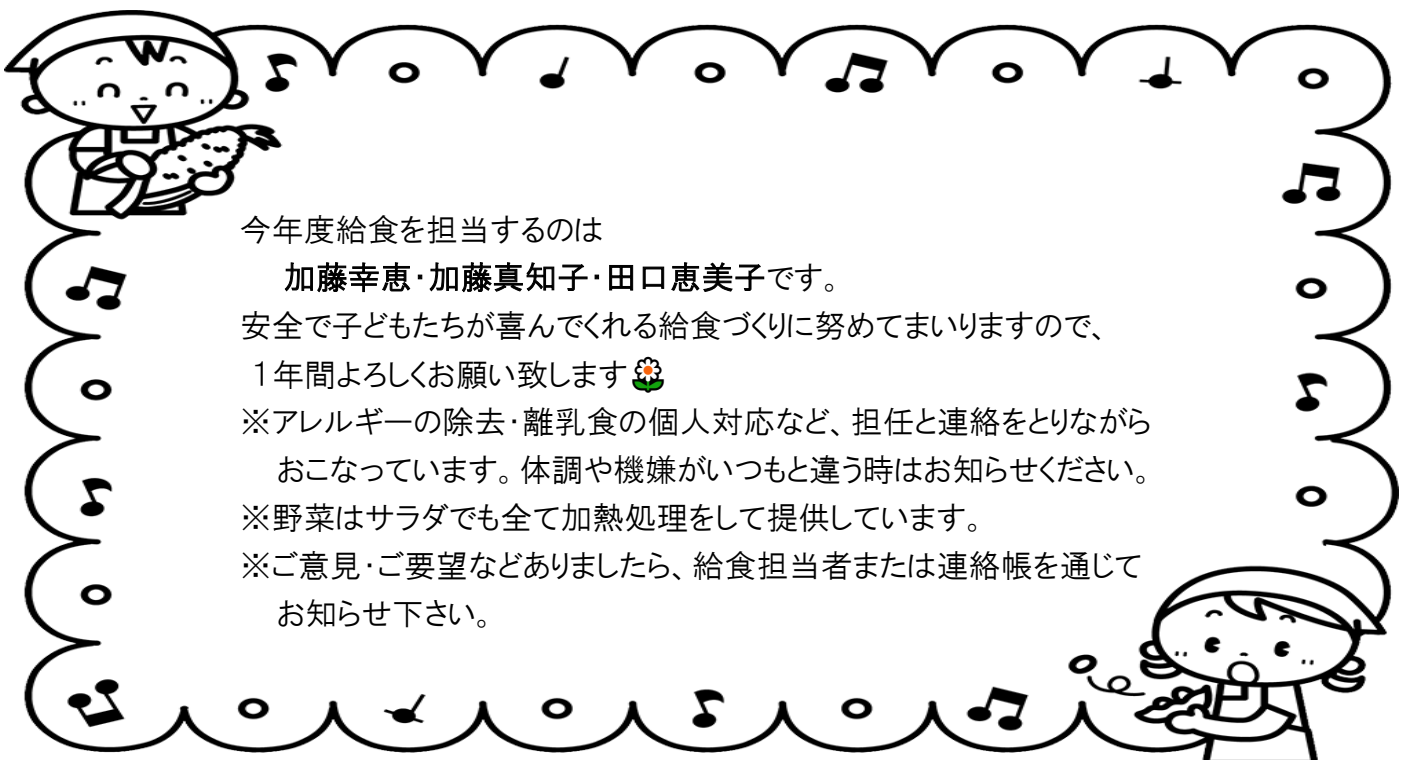 今年度給食を担当するのは
加藤幸恵・加藤真知子・田口恵美子です。
安全で子どもたちが喜んでくれる給食づくりに努めてまいりますので、
1年間よろしくお願い致します
※アレルギーの除去・離乳食の個人対応など、担任と連絡をとりながら
おこなっています。体調や機嫌がいつもと違う時はお知らせください。
※野菜はサラダでも全て加熱処理をして提供しています。
※ご意見・ご要望などありましたら、給食担当者または連絡帳を通じて
お知らせ下さい。